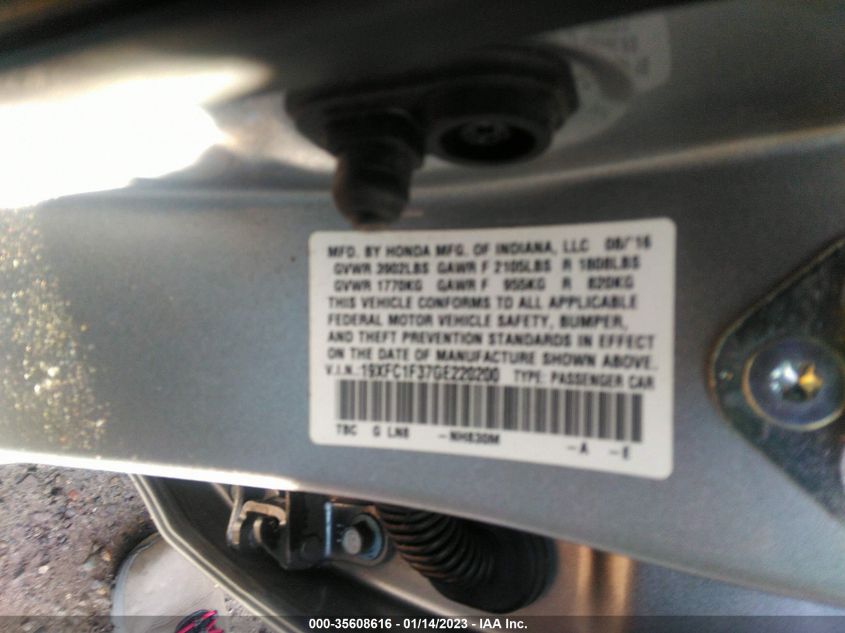 MFD. BY HONDA MFG. OF INDIANA, LLC 08/'16
GVWR 3902LBS GAWR F 2105LBS R 1808LBS
GVWR 1770KG GAWR F 955KG R 820KG
THIS VEHICLE CONFORMS TO ALL APPLICABLE
FEDERAL MOTOR VEHICLE SAFETY, BUMPER,
AND THEFT PREVENTION STANDARDS IN EFFECT
ON THE DATE OF MANUFACTURE SHOWN ABOVE.
V.I.N.:19XFC1F37GE220200 TYPE: PASSENGER CAR
TBC G LN8 -NH830M -A -E
000-35608616 - 01/14/2023 - IAA Inc.